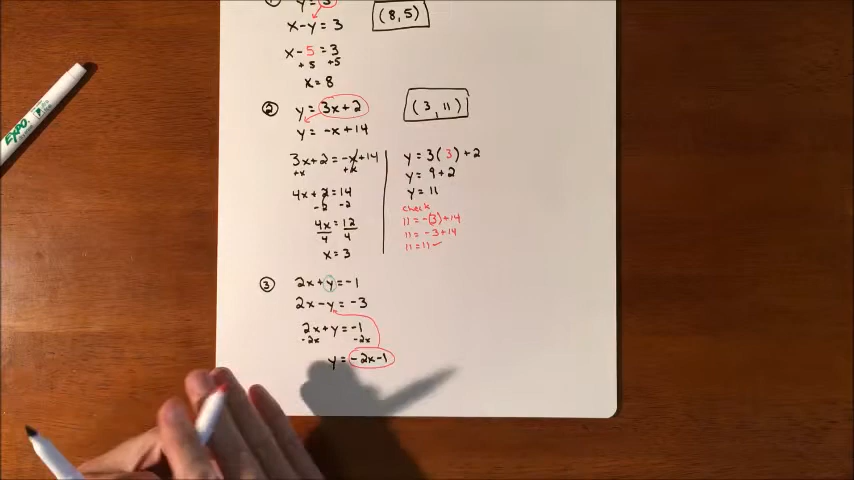 y = 5
x - y = 3
(8, 5)
x - 5 = 3
+5 +5
x = 8
② y = 3x + 2
(3, 11)
y = -x + 14
3x + 2 = -x + 14
+x +x
4x + 2 = 14
-2 -2
4x = 12
4 4
x = 3
y = 3(3) + 2
y = 9 + 2
y = 11
check
11 = -(3) + 14
11 = -3 + 14
11 = 11 ✓
③ 2x + y = -1
2x - y = -3
2x + y = -1
-2x -2x
y = -2x - 1
EXPO